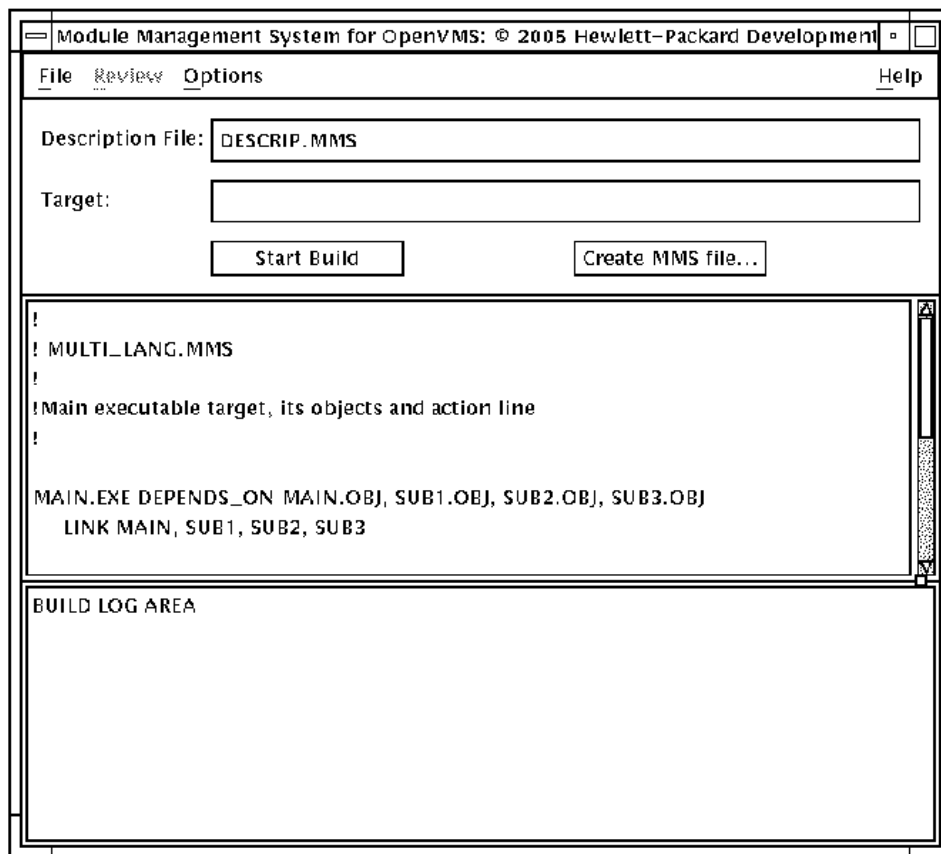 Module Management System for OpenVMS: © 2005 Hewlett-Packard Development
File Review Options Help
Description File: DESCRIP.MMS
Target:
Start Build Create MMS file...
!
! MULTI_LANG.MMS
!
!Main executable target, its objects and action line
!
MAIN.EXE DEPENDS_ON MAIN.OBJ, SUB1.OBJ, SUB2.OBJ, SUB3.OBJ
LINK MAIN, SUB1, SUB2, SUB3
BUILD LOG AREA